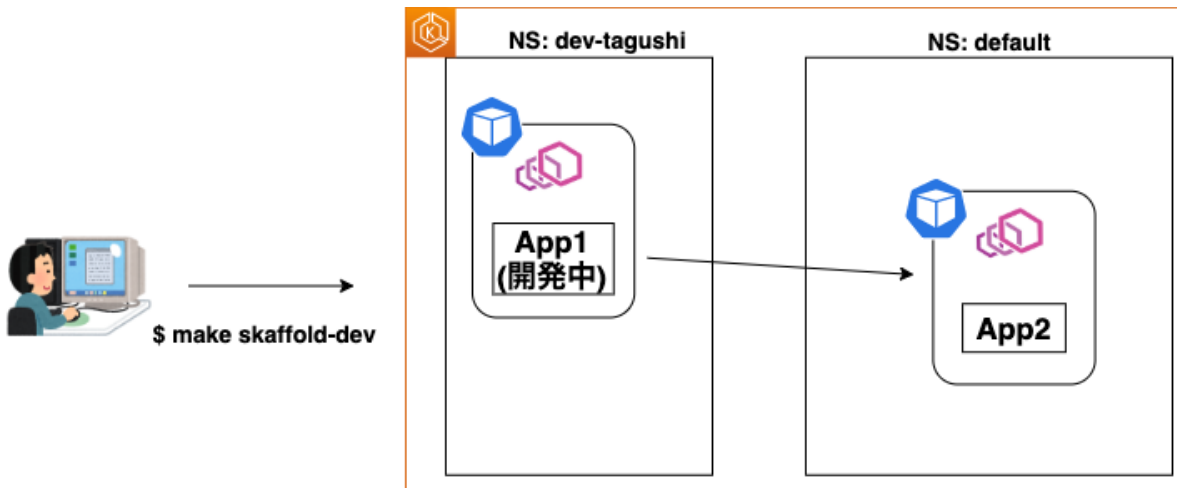 NS: dev-tagushi
NS: default
$ make skaffold-dev
App1
(開発中)
App2